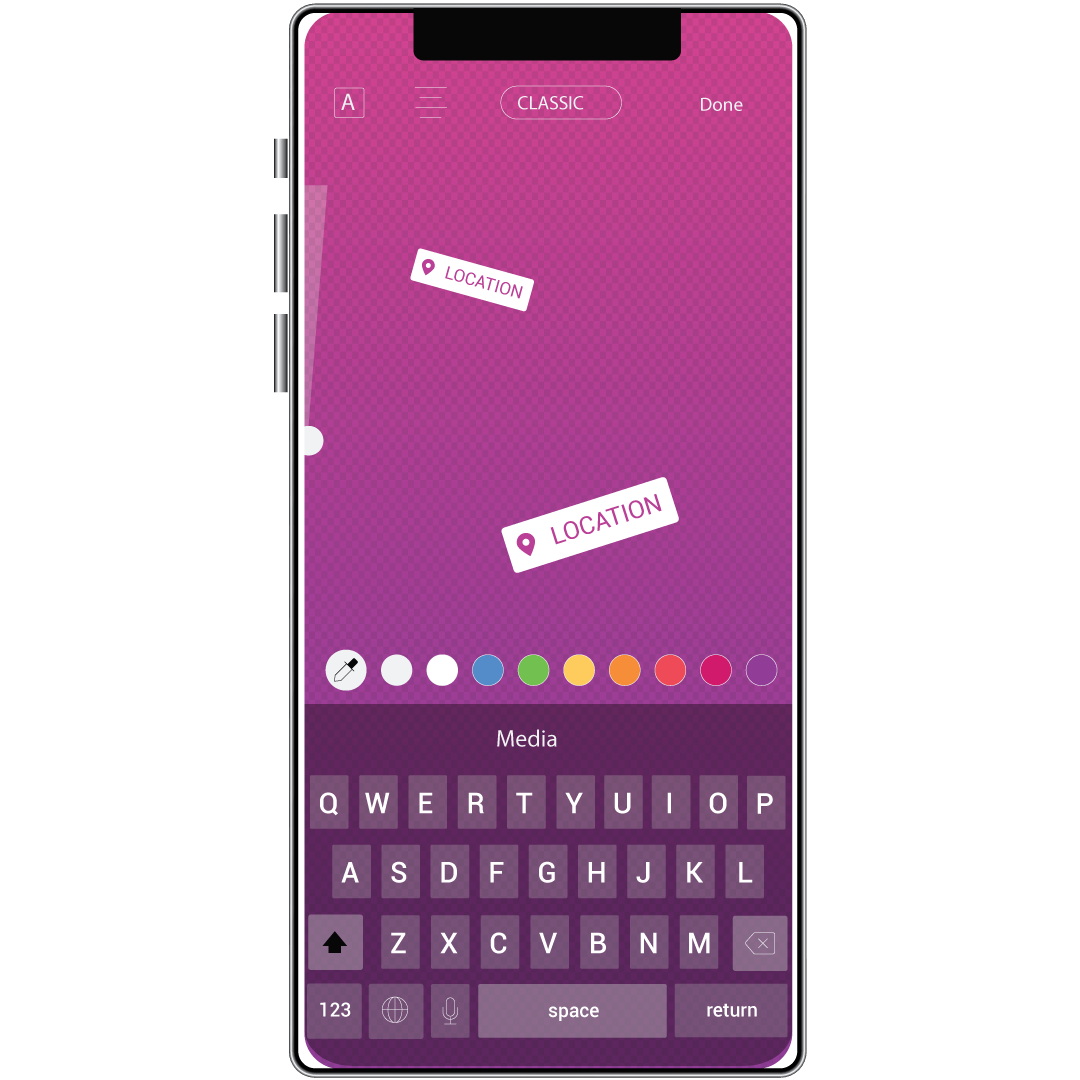 A CLASSIC Done
LOCATION
LOCATION
Media
Q W E R T Y U I O P
A S D F G H J K L
Z X C V B N M
123 space return